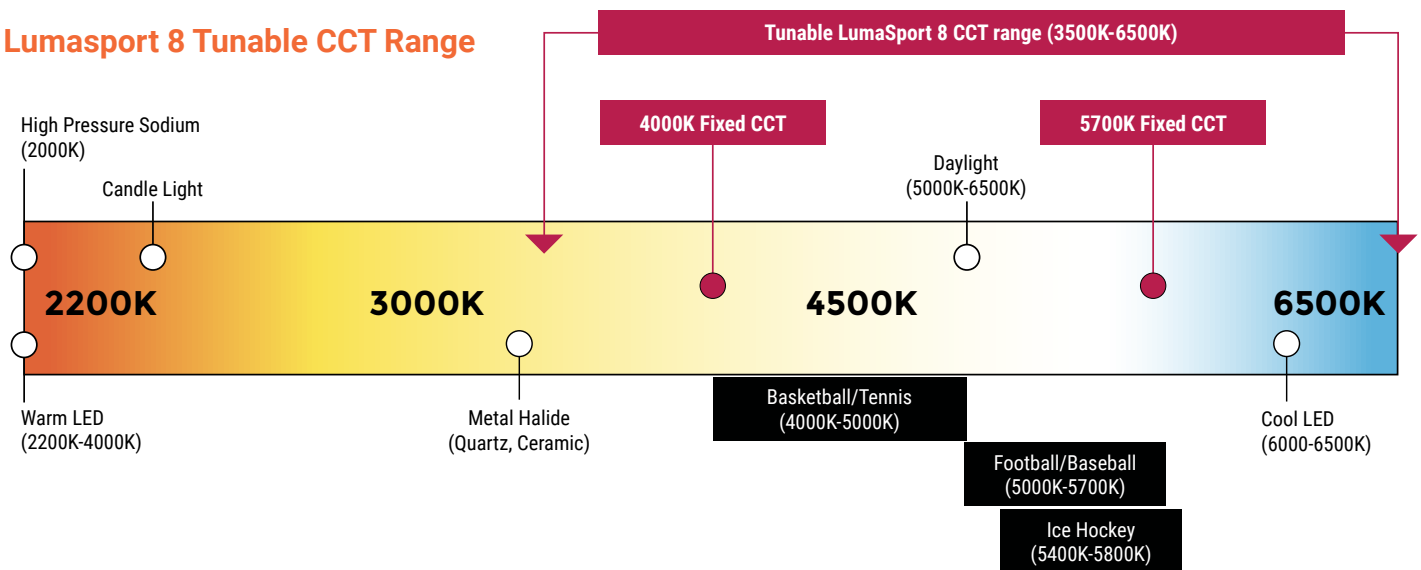 Lumasport 8 Tunable CCT Range
Tunable LumaSport 8 CCT range (3500K-6500K)
4000K Fixed CCT
5700K Fixed CCT
High Pressure Sodium
(2000K)
Candle Light
Daylight
(5000K-6500K)
2200K
3000K
4500K
6500K
Warm LED
(2200K-4000K)
Metal Halide
(Quartz, Ceramic)
Basketball/Tennis
(4000K-5000K)
Cool LED
(6000-6500K)
Football/Baseball
(5000K-5700K)
Ice Hockey
(5400K-5800K)